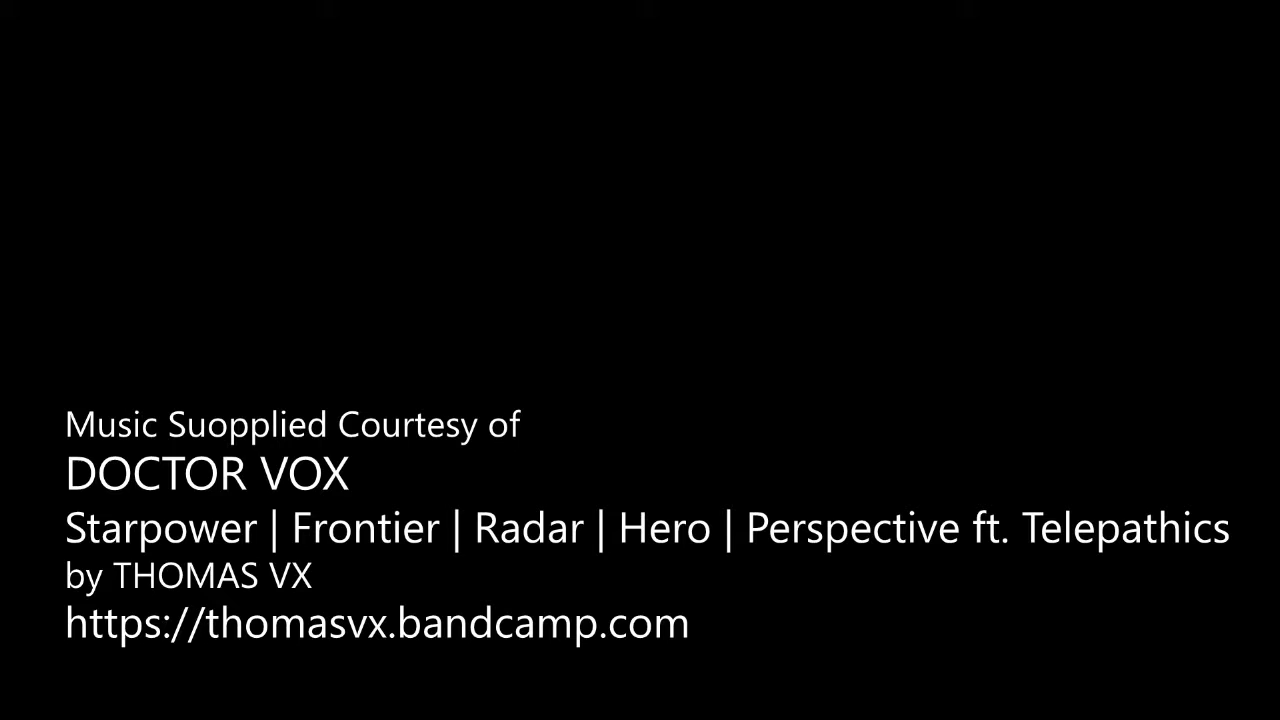 Music Suopplied Courtesy of
DOCTOR VOX
Starpower | Frontier | Radar | Hero | Perspective ft. Telepathics
by THOMAS VX
https://thomasvx.bandcamp.com